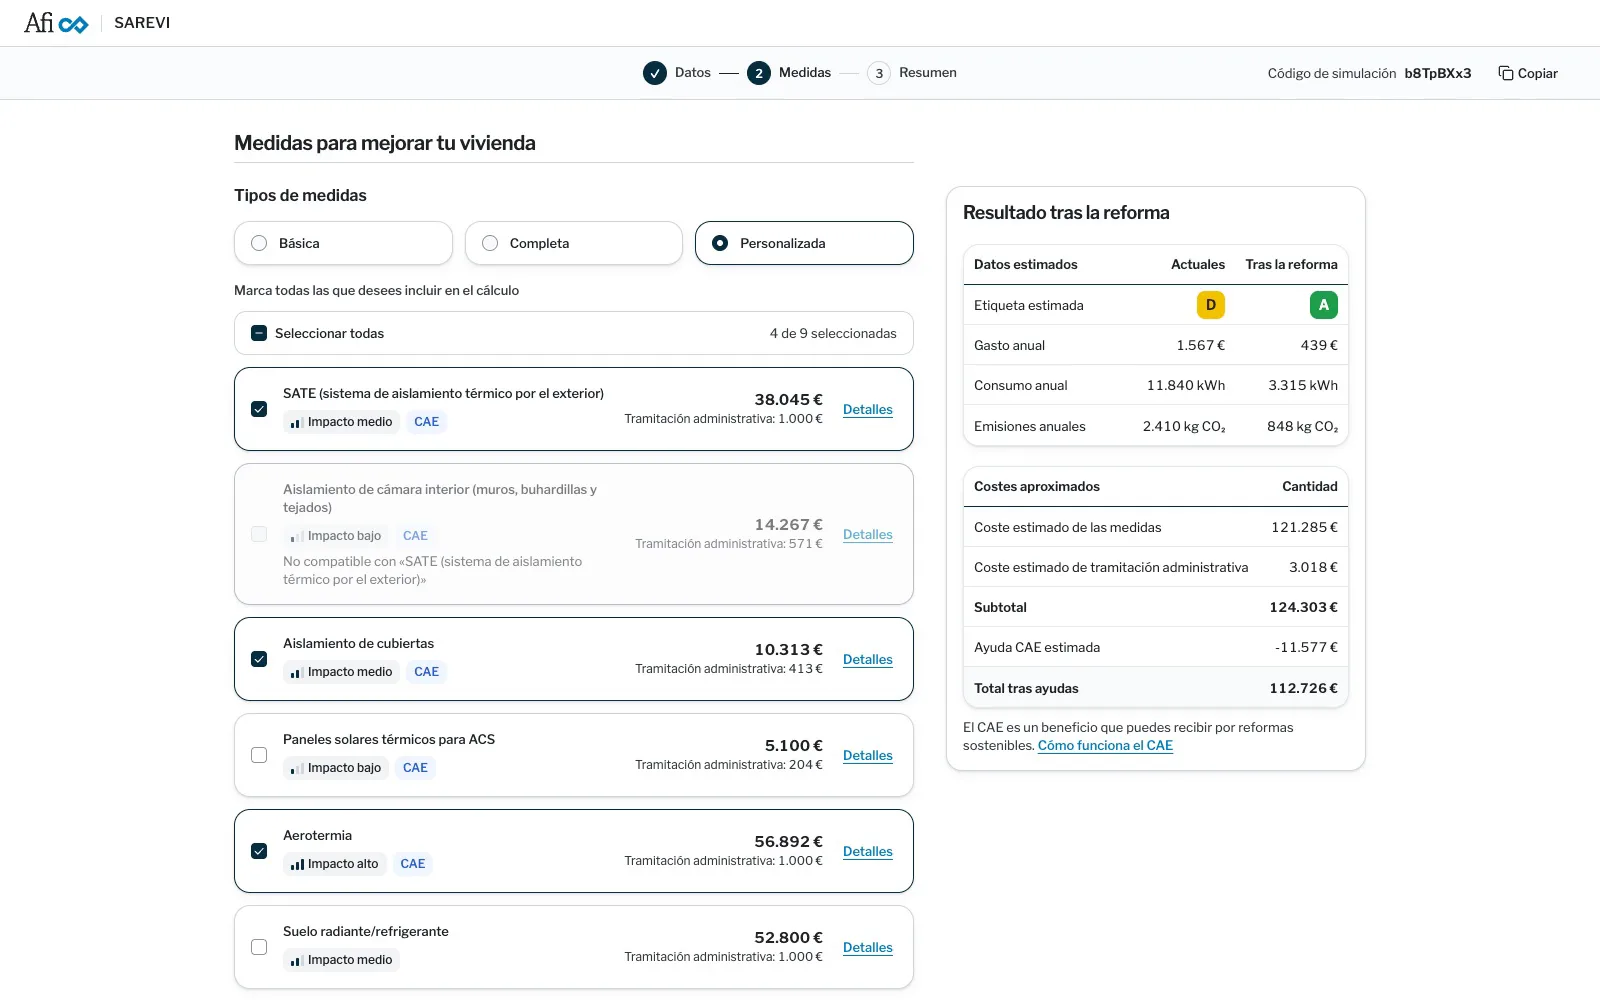 Afi
SAREVI
Datos
2
Medidas
3
Resumen
Código de simulación b8TpBXx3
Copiar
Medidas para mejorar tu vivienda
Tipos de medidas
Básica
Completa
Personalizada
Marca todas las que desees incluir en el cálculo
Seleccionar todas
4 de 9 seleccionadas
SATE (sistema de aislamiento térmico por el exterior)
Impacto medio
CAE
38.045 €
Tramitación administrativa: 1.000 €
Detalles
Aislamiento de cámara interior (muros, buhardillas y
tejados)
Impacto bajo
CAE
No compatible con «SATE (sistema de aislamiento
térmico por el exterior)»
14.267 €
Tramitación administrativa: 571 €
Detalles
Aislamiento de cubiertas
Impacto medio
CAE
10.313 €
Tramitación administrativa: 413 €
Detalles
Paneles solares térmicos para ACS
Impacto bajo
CAE
5.100 €
Tramitación administrativa: 204 €
Detalles
Aerotermia
Impacto alto
CAE
56.892 €
Tramitación administrativa: 1.000 €
Detalles
Suelo radiante/refrigerante
Impacto medio
52.800 €
Tramitación administrativa: 1.000 €
Detalles
Resultado tras la reforma
Datos estimados Actuales Tras la reforma
Etiqueta estimada D A
Gasto anual 1.567 € 439 €
Consumo anual 11.840 kWh 3.315 kWh
Emisiones anuales 2.410 kg CO₂ 848 kg CO₂
Costes aproximados Cantidad
Coste estimado de las medidas 121.285 €
Coste estimado de tramitación administrativa 3.018 €
Subtotal 124.303 €
Ayuda CAE estimada -11.577 €
Total tras ayudas 112.726 €
El CAE es un beneficio que puedes recibir por reformas
sostenibles. Cómo funciona el CAE